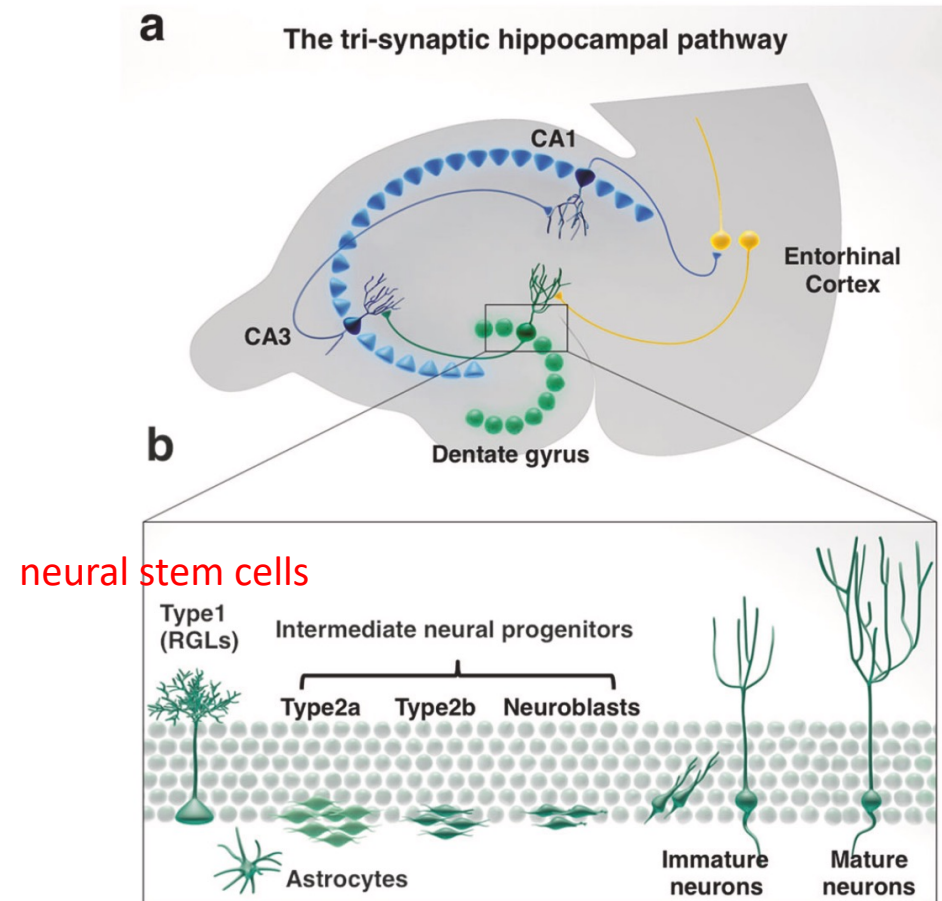 a
The tri-synaptic hippocampal pathway
CA1
Entorhinal
Cortex
CA3
Dentate gyrus
b
neural stem cells
Type1
(RGLs)
Intermediate neural progenitors
Type2a
Type2b
Neuroblasts
Astrocytes
Immature
neurons
Mature
neurons